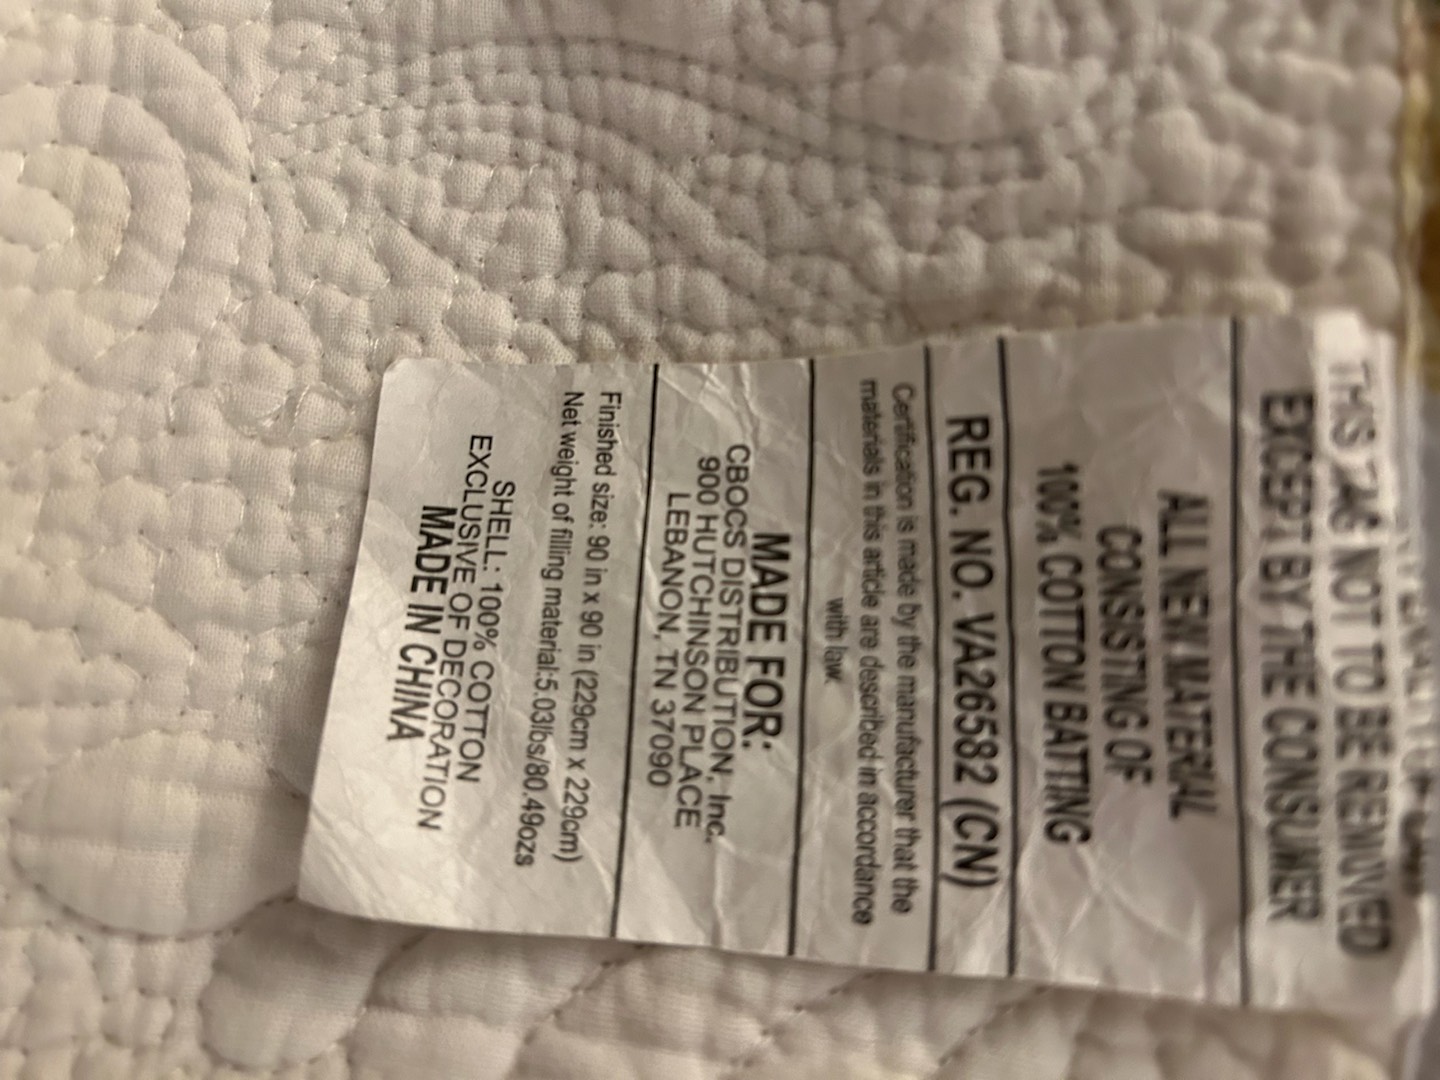 THIS TAG NOT TO BE REMOVED
EXCEPT BY THE CONSUMER
ALL NEW MATERIAL
CONSISTING OF
100% COTTON BATTING
REG. NO. VA26582 (CN)
Certification is made by the manufacturer that the
materials in this article are described in accordance
with law.
MADE FOR:
CBOCS DISTRIBUTION, Inc.
900 HUTCHINSON PLACE
LEBANON, TN 37090
Finished size: 90 in x 90 in (229cm x 229cm)
Net weight of filling material:5.03lbs/80.49ozs
SHELL: 100% COTTON
EXCLUSIVE OF DECORATION
MADE IN CHINA